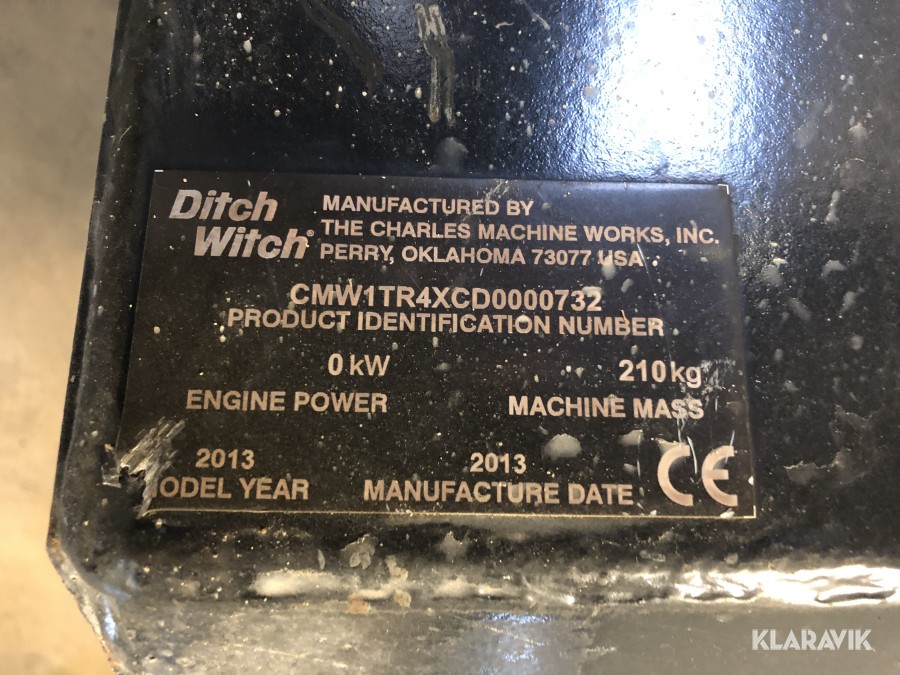 Ditch Witch®
MANUFACTURED BY
THE CHARLES MACHINE WORKS, INC.
PERRY, OKLAHOMA 73077 USA
CMW1TR4XCD0000732
PRODUCT IDENTIFICATION NUMBER
0 kW 210 kg
ENGINE POWER MACHINE MASS
2013 2013
ODEL YEAR MANUFACTURE DATE CE
KLARAVIK